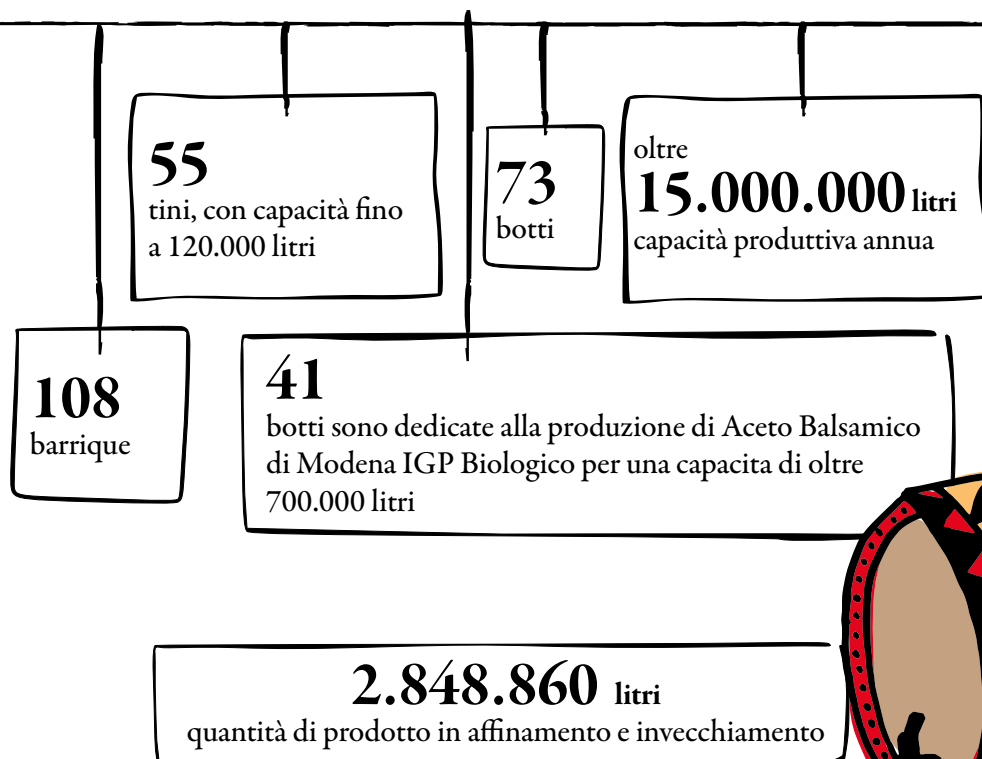 55
tini, con capacità fino
a 120.000 litri
73
botti
oltre
15.000.000 litri
capacità produttiva annua
108
barrique
41
botti sono dedicate alla produzione di Aceto Balsamico
di Modena IGP Biologico per una capacita di oltre
700.000 litri
2.848.860 litri
quantità di prodotto in affinamento e invecchiamento